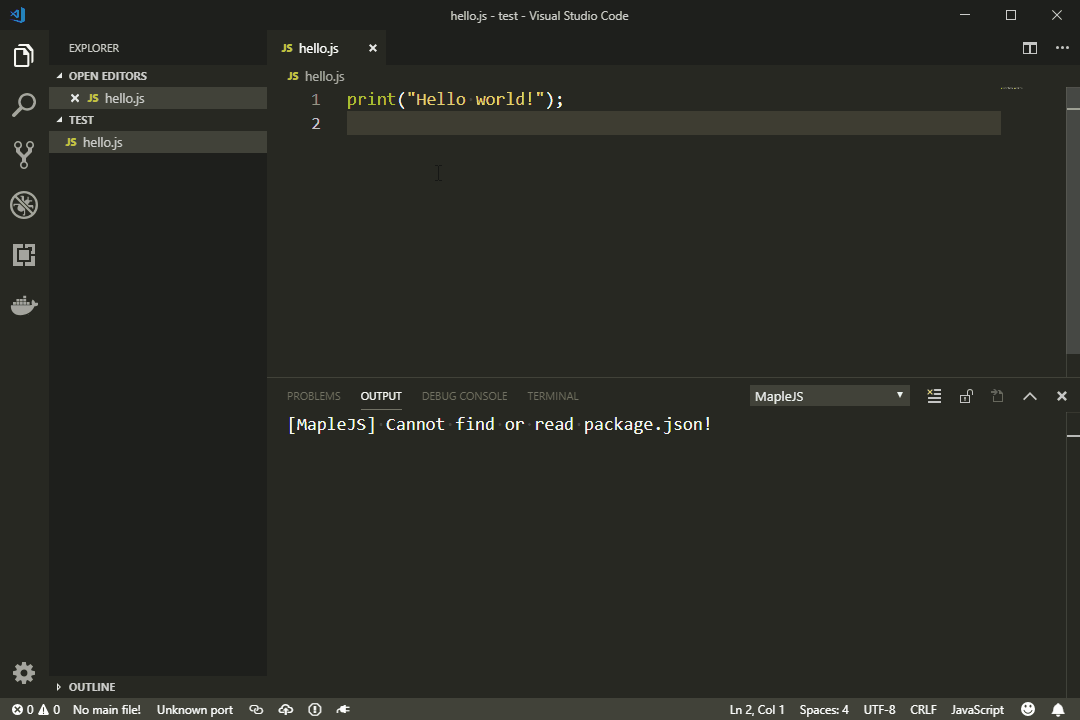 hello.js - test - Visual Studio Code
EXPLORER
OPEN EDITORS
JS hello.js
TEST
JS hello.js
OUTLINE
JS hello.js
JS hello.js
1 print("Hello world!");
2
PROBLEMS OUTPUT DEBUG CONSOLE TERMINAL MapleJS
[MapleJS] Cannot find or read package.json!
0 0 No main file! Unknown port Ln 2, Col 1 Spaces: 4 UTF-8 CRLF JavaScript